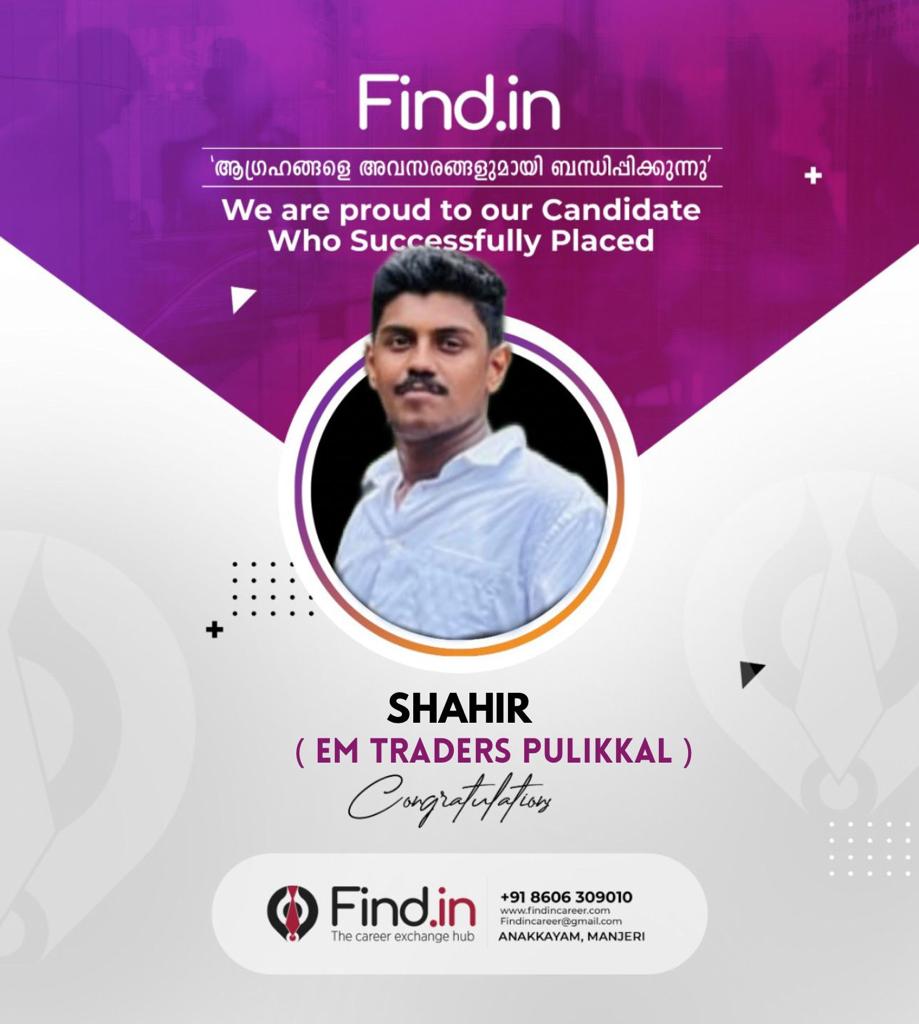 Find.in
'ആഗ്രഹങ്ങളെ അവസരങ്ങളുമായി ബന്ധിപ്പിക്കുന്നു'
We are proud to our Candidate
Who Successfully Placed
SHAHIR
( EM TRADERS PULIKKAL )
Congratulations
Find.in
The career exchange hub
+91 8606 309010
www.findincareer.com
Findincareer@gmail.com
ANAKKAYAM, MANJERI